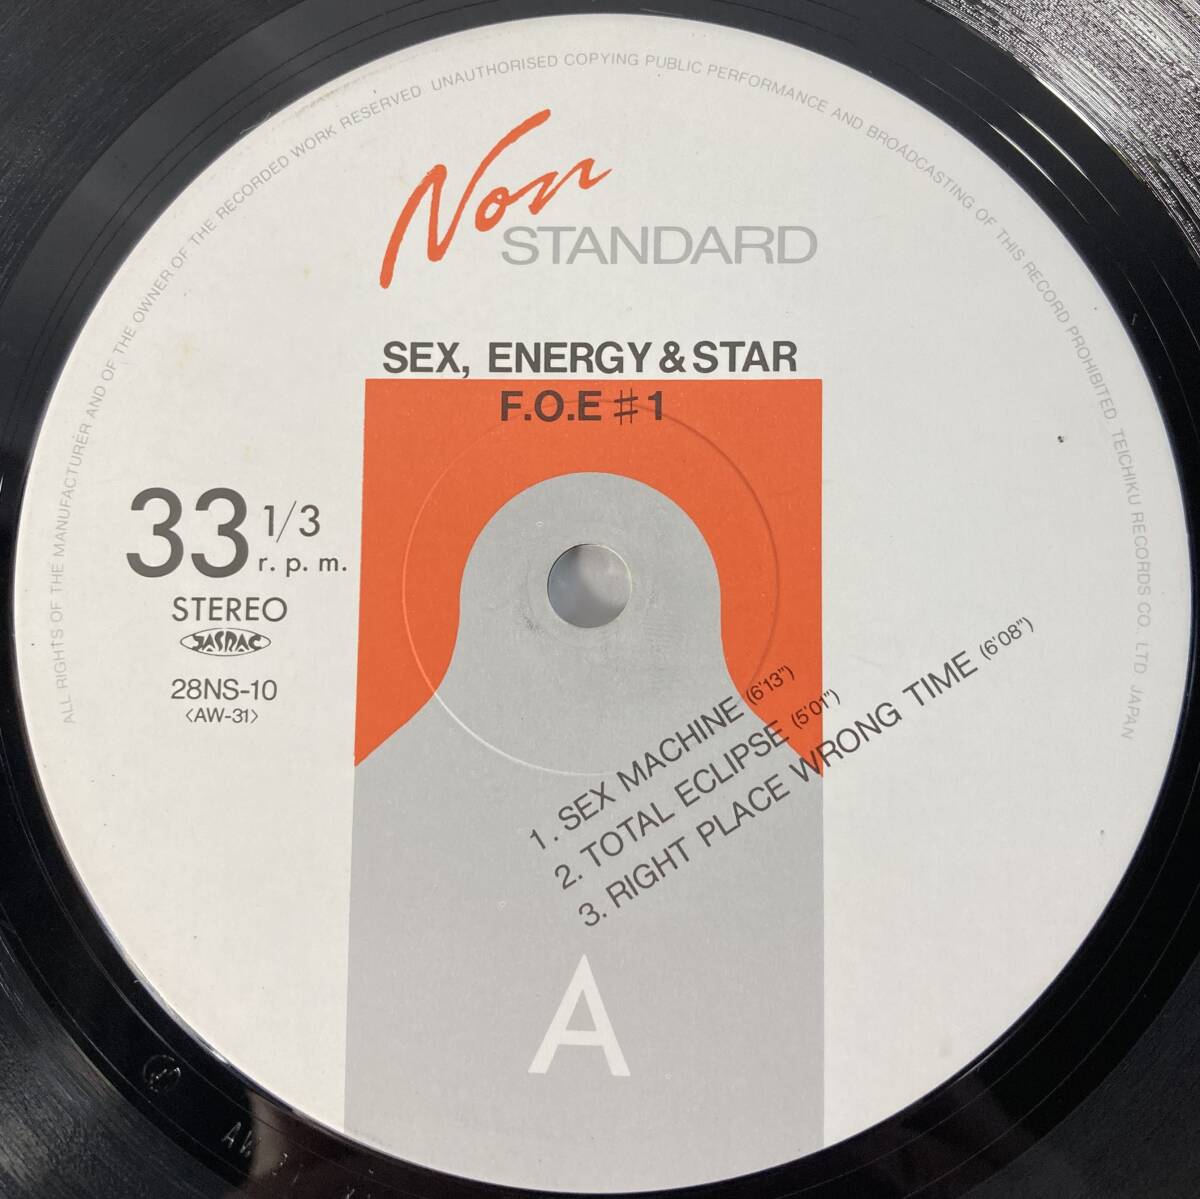 ALL RIGHTS OF THE MANUFACTURER AND OF THE OWNER OF THE RECORDED WORK RESERVED UNAUTHORISED COPYING PUBLIC PERFORMANCE AND BROADCASTING OF THIS RECORD PROHIBITED. TEICHIKU RECORDS CO., LTD. JAPAN
Non
STANDARD
SEX, ENERGY & STAR
F.O.E ♯1
33 1/3
r.p.m.
STEREO
JASRAC
28NS-10
〈AW-31〉
1. SEX MACHINE (6'13")
2. TOTAL ECLIPSE (5'01")
3. RIGHT PLACE WRONG TIME (6'08")
A
AW